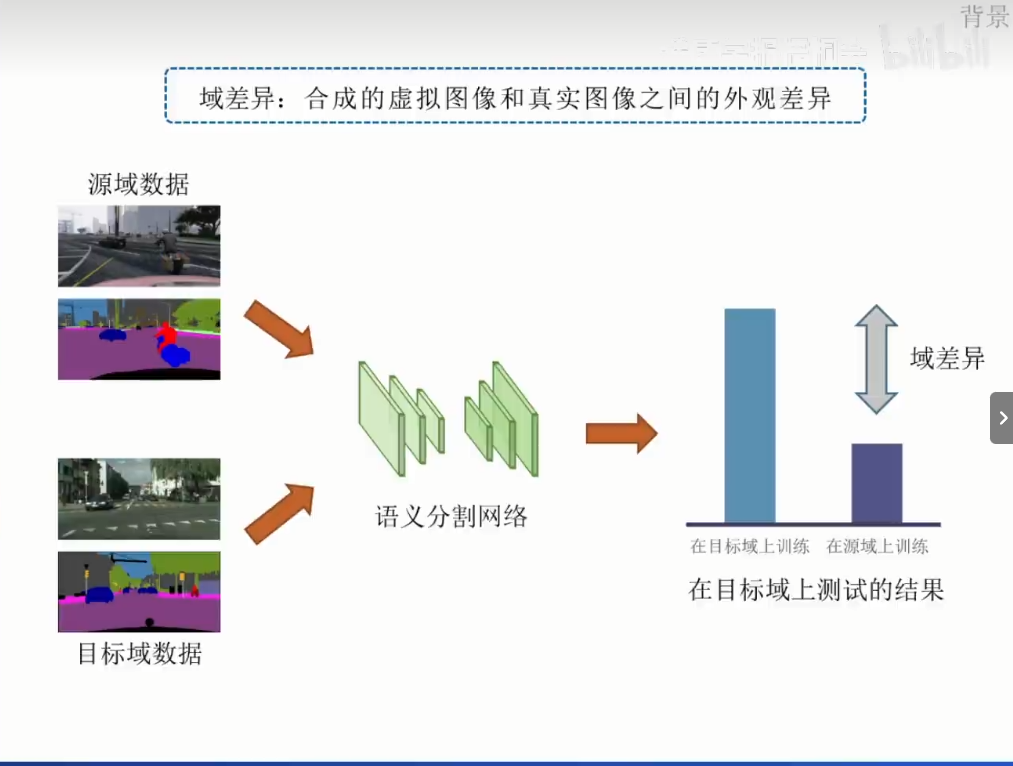 背景
bilibili
域差异：合成的虚拟图像和真实图像之间的外观差异
源域数据
域差异
语义分割网络
在目标域上训练 在源域上训练
在目标域上测试的结果
目标域数据